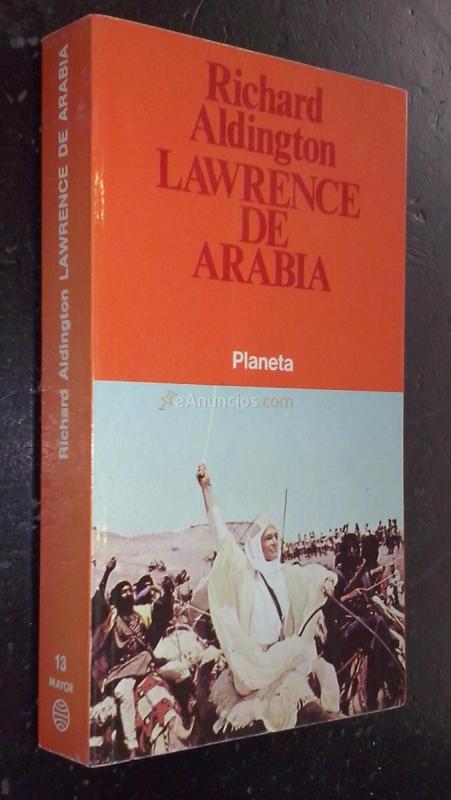 Richard
Aldington
LAWRENCE
DE
ARABIA
Planeta
eAnuncios.com
Richard Aldington LAWRENCE DE ARABIA
13
MAYOR